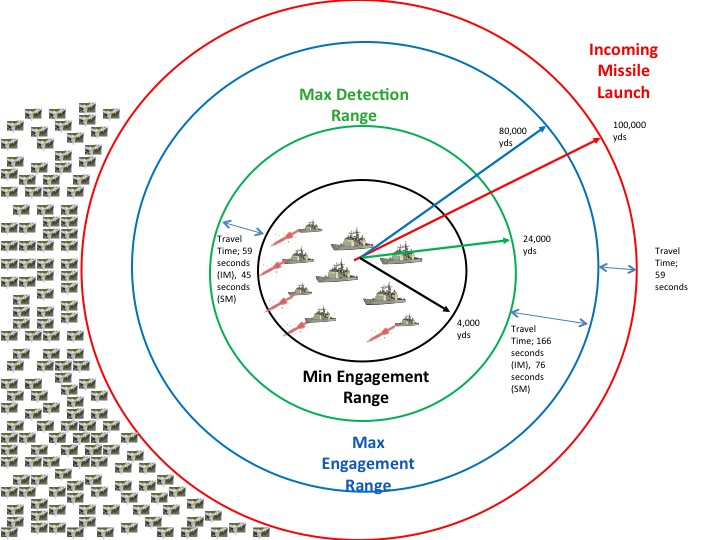 Incoming
Missile
Launch
Max Detection
Range
80,000
yds
100,000
yds
24,000
yds
Travel
Time; 59
seconds
(IM), 45
seconds
(SM)
Travel
Time;
59
seconds
4,000
yds
Travel
Time; 166
seconds
(IM), 76
seconds
(SM)
Min Engagement
Range
Max
Engagement
Range